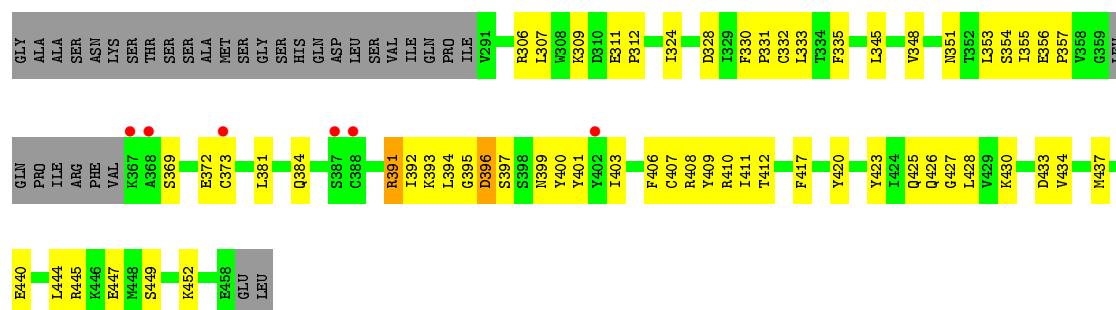 GLY ALA ALA SER ASN LYS SER THR SER SER ALA MET SER GLY SER HIS GLN ASP LEU SER VAL ILE GLN PRO ILE V291 R306 L307 W308 K309 D310 E311 P312 I324 D328 I329 F330 P331 C332 L333 T334 F335 L345 V348 N351 T352 L353 S354 I355 E356 P357 V358 G359 LEU
GLN PRO ILE ARG PHE VAL K367 A368 S369 E372 C373 L381 Q384 S387 C388 R391 I392 K393 L394 G395 D396 S397 S398 N399 Y400 Y401 Y402 I403 F406 C407 R408 Y409 R410 I411 T412 F417 Y420 Y423 I424 Q425 Q426 G427 L428 V429 K430 D433 V434 M437
E440 L444 R445 K446 E447 M448 S449 K452 E458 GLU LEU